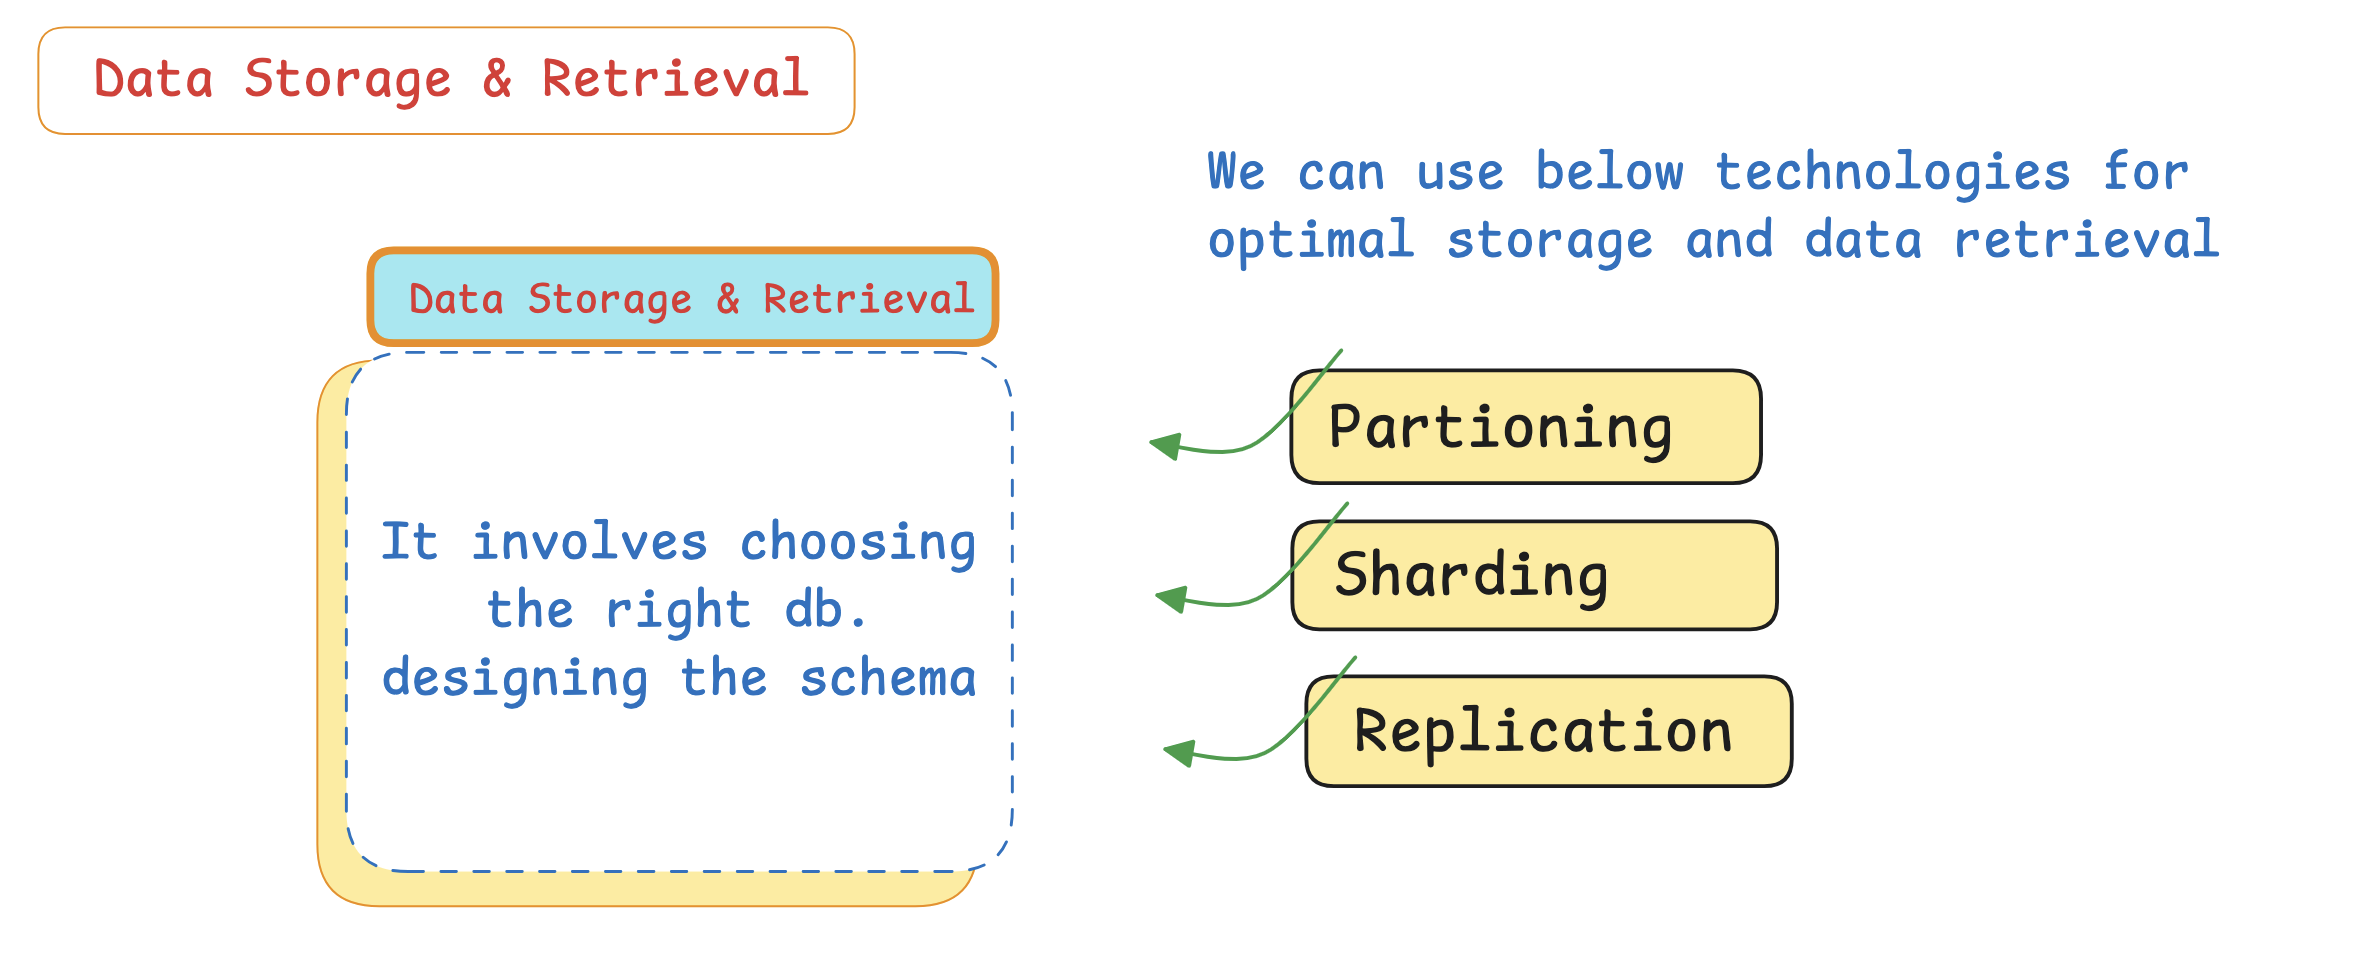 Data Storage & Retrieval
We can use below technologies for
optimal storage and data retrieval
Data Storage & Retrieval
It involves choosing
the right db.
designing the schema
Partioning
Sharding
Replication